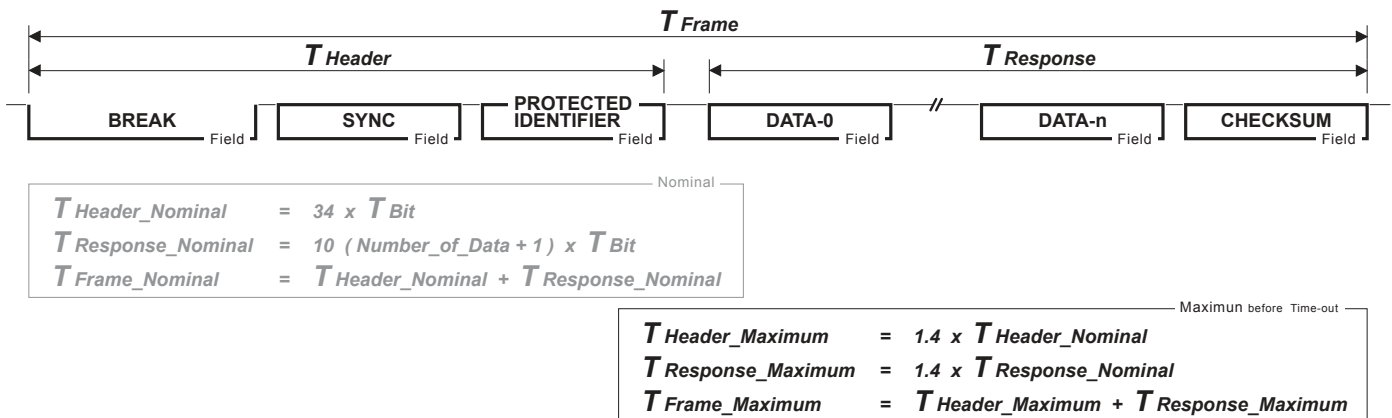 T Frame
T Header T Response
BREAK Field SYNC Field PROTECTED IDENTIFIER Field DATA-0 Field // DATA-n Field CHECKSUM Field
Nominal
T Header_Nominal = 34 x T Bit
T Response_Nominal = 10 ( Number_of_Data + 1 ) x T Bit
T Frame_Nominal = T Header_Nominal + T Response_Nominal
Maximun before Time-out
T Header_Maximum = 1.4 x T Header_Nominal
T Response_Maximum = 1.4 x T Response_Nominal
T Frame_Maximum = T Header_Maximum + T Response_Maximum